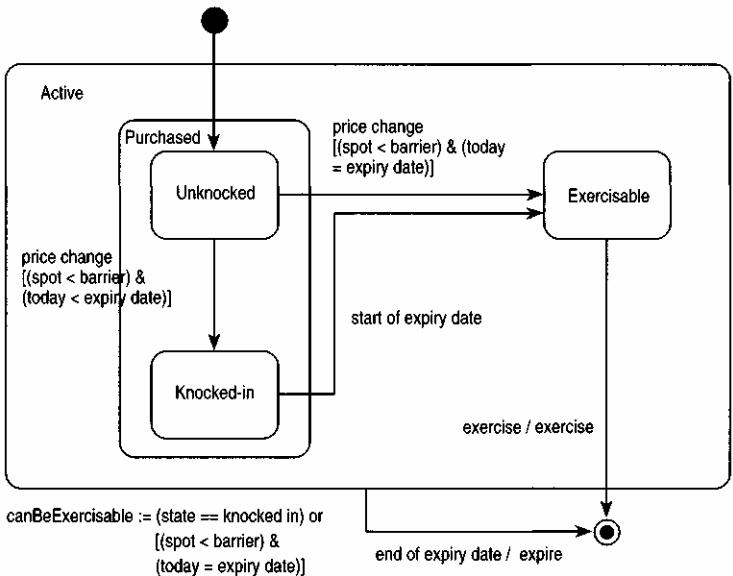 Active
Purchased
price change
[(spot < barrier) & (today
= expiry date)]
Unknocked
Exercisable
price change
[(spot < barrier) &
(today < expiry date)]
start of expiry date
Knocked-in
exercise / exercise
canBeExercisable := (state == knocked in) or
[(spot < barrier) &
(today = expiry date)]
end of expiry date / expire